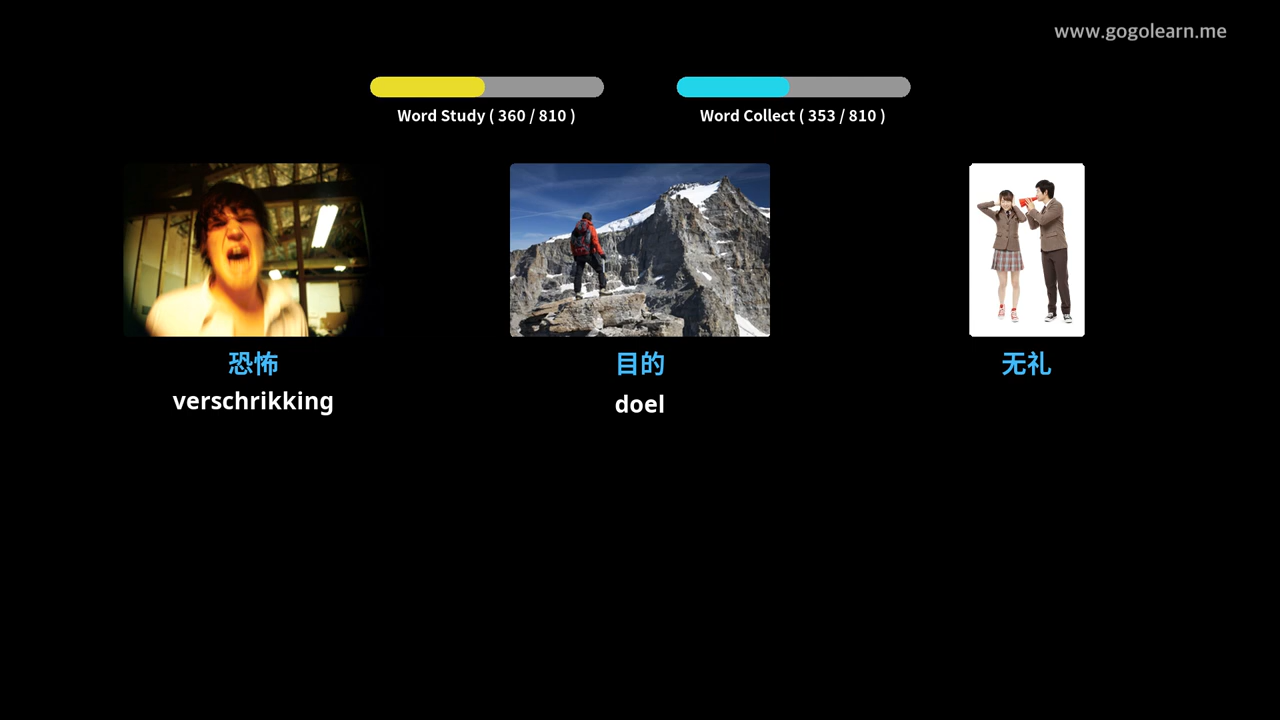 www.gogolearn.me
Word Study ( 360 / 810 )
Word Collect ( 353 / 810 )
恐怖
verschrikking
目的
doel
无礼